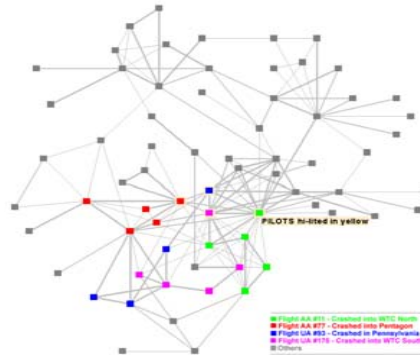 PILOTS hi-lited in yellow
Flight AA #11 - Crashed into WTC North
Flight AA #77 - Crashed into Pentagon
Flight UA #93 - Crashed in Pennsylvania
Flight UA #175 - Crashed into WTC South
Others